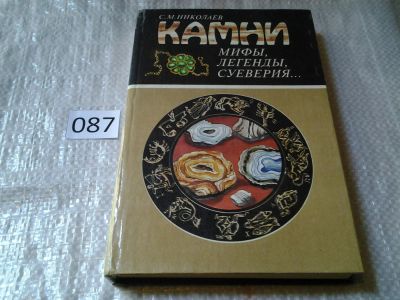 С.М.НИКОЛАЕВ
КАМНИ
МИФЫ,
ЛЕГЕНДЫ,
СУЕВЕРИЯ...
087